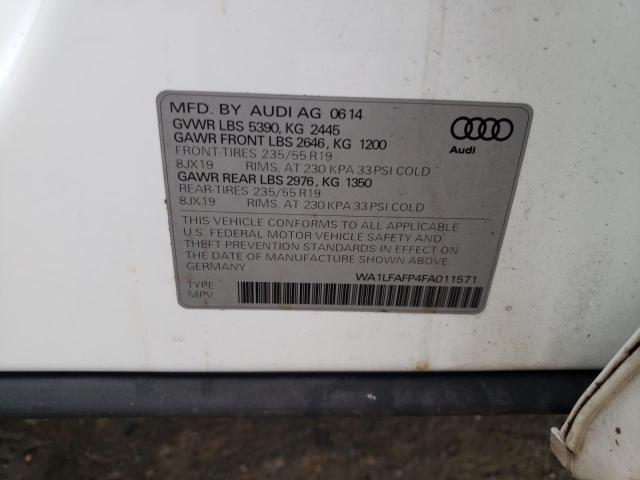 MFD. BY AUDI AG 0614
GVWR LBS 5390, KG 2445
GAWR FRONT LBS 2646, KG 1200
FRONT-TIRES 235/55 R19
8JX19 RIMS, AT 230 KPA 33 PSI COLD
GAWR REAR LBS 2976, KG 1350
REAR-TIRES 235/55 R19
8JX19 RIMS, AT 230 KPA 33 PSI COLD
THIS VEHICLE CONFORMS TO ALL APPLICABLE
U.S. FEDERAL MOTOR VEHICLE SAFETY AND
THEFT PREVENTION STANDARDS IN EFFECT ON
THE DATE OF MANUFACTURE SHOWN ABOVE
GERMANY
WA1LFAFP4FA011571
TYPE
MPV
Audi